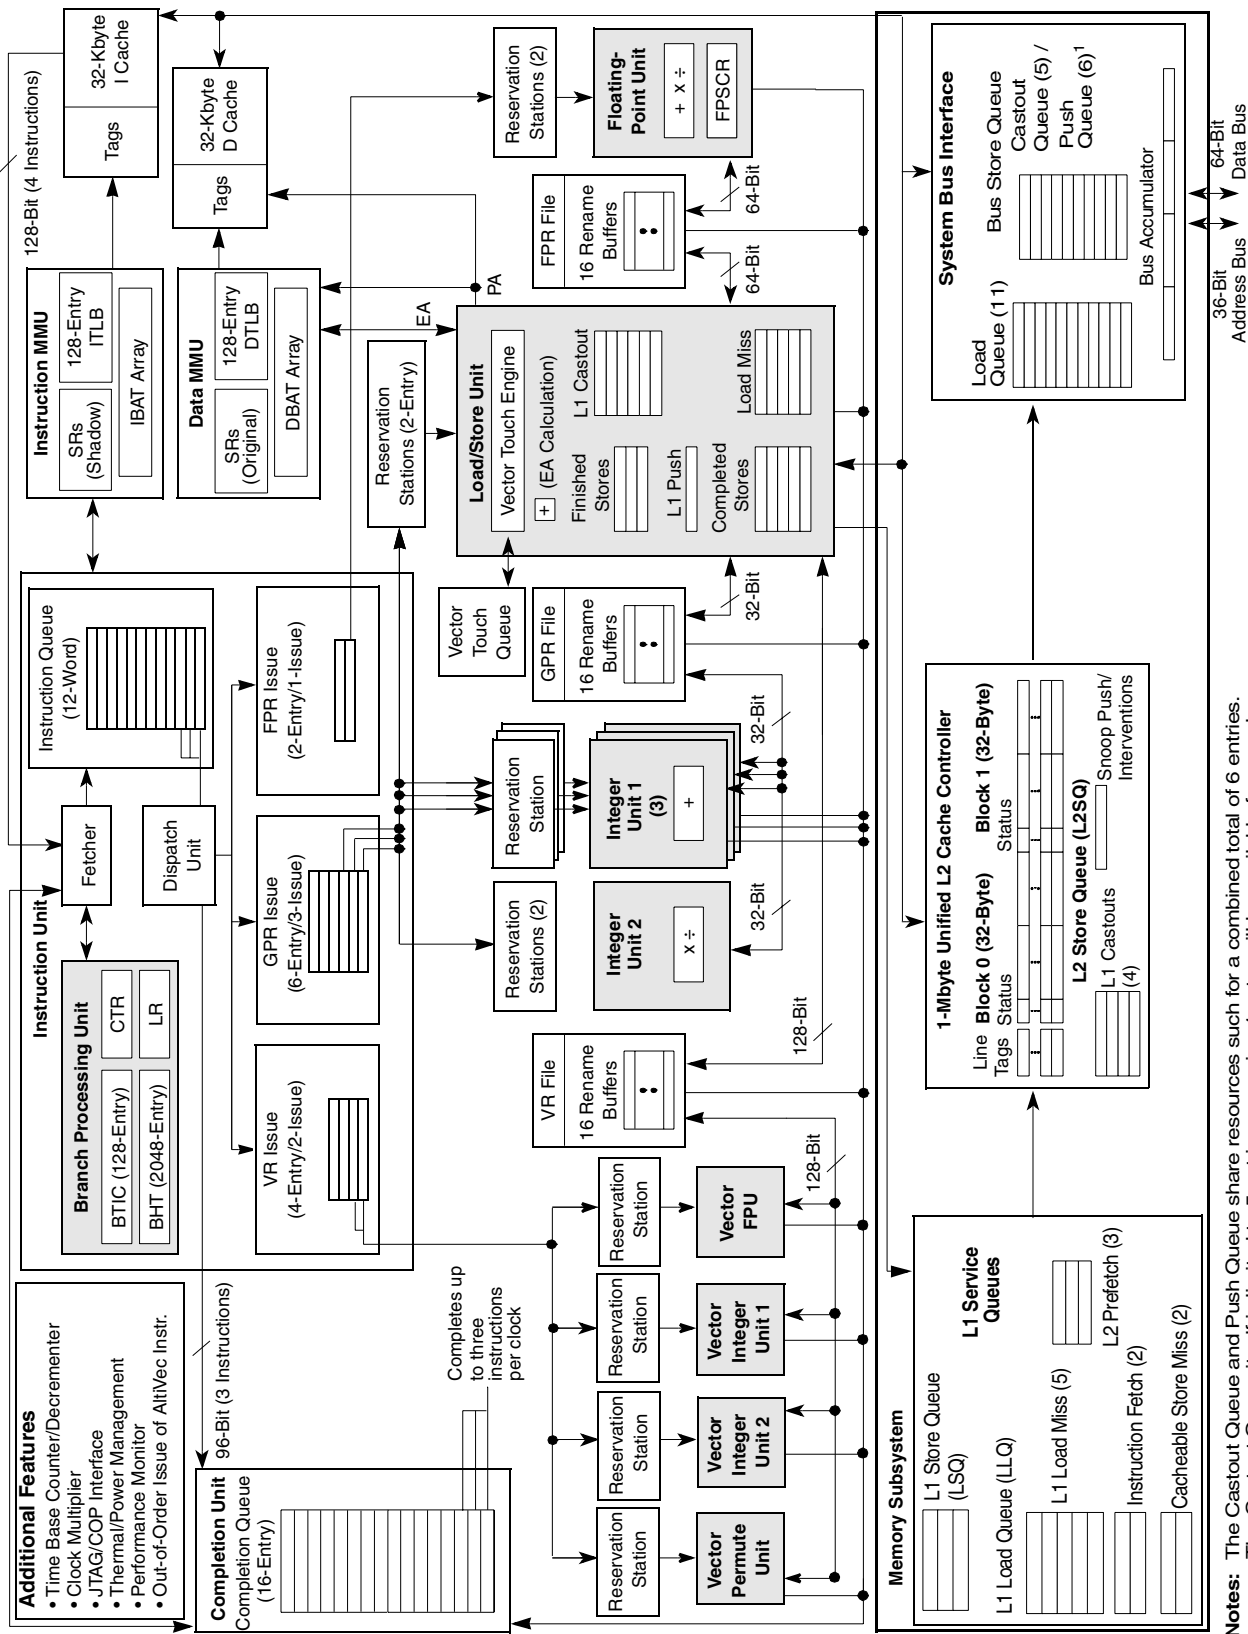 Additional Features
• Time Base Counter/Decrementer
• Clock Multiplier
• JTAG/COP Interface
• Thermal/Power Management
• Performance Monitor
• Out-of-Order Issue of AltiVec Instr.
96-Bit (3 Instructions)
Completion Unit
Completion Queue
(16-Entry)
Completes up
to three
instructions
per clock
Instruction Unit
Branch Processing Unit
BTIC (128-Entry)
CTR
BHT (2048-Entry)
LR
Fetcher
Dispatch
Unit
Instruction Queue
(12-Word)
VR Issue
(4-Entry/2-Issue)
GPR Issue
(6-Entry/3-Issue)
FPR Issue
(2-Entry/1-Issue)
Instruction MMU
SRs
(Shadow)
128-Entry
ITLB
IBAT Array
Data MMU
SRs
(Original)
128-Entry
DTLB
DBAT Array
128-Bit (4 Instructions)
Tags
32-Kbyte
I Cache
Tags
32-Kbyte
D Cache
EA
PA
Reservation
Station
Reservation
Station
Reservation
Station
Reservation
Station
Vector
Permute
Unit
Vector
Integer
Unit 2
Vector
Integer
Unit 1
Vector
FPU
128-Bit
VR File
16 Rename
Buffers
128-Bit
Reservation
Stations (2)
Integer
Unit 2
x ÷
32-Bit
Reservation
Station
Integer
Unit 1
(3)
+
32-Bit
GPR File
16 Rename
Buffers
32-Bit
Vector
Touch
Queue
Reservation
Stations (2-Entry)
Load/Store Unit
Vector Touch Engine
+
(EA Calculation)
Finished
Stores
L1 Castout
L1 Push
Completed
Stores
Load Miss
FPR File
16 Rename
Buffers
64-Bit
64-Bit
Reservation
Stations (2)
Floating-
Point Unit
+ x ÷
FPSCR
Memory Subsystem
L1 Store Queue
(LSQ)
L1 Service
Queues
L1 Load Queue (LLQ)
L1 Load Miss (5)
L2 Prefetch (3)
Instruction Fetch (2)
Cacheable Store Miss (2)
1-Mbyte Unified L2 Cache Controller
Line
Tags
Block 0 (32-Byte)
Status
Block 1 (32-Byte)
Status
L2 Store Queue (L2SQ)
L1 Castouts
(4)
Snoop Push/
Interventions
System Bus Interface
Load
Queue (11)
Bus Store Queue
Castout
Queue (5) /
Push
Queue (6)1
Bus Accumulator
36-Bit
Address Bus
64-Bit
Data Bus
Notes: The Castout Queue and Push Queue share resources such for a combined total of 6 entries.